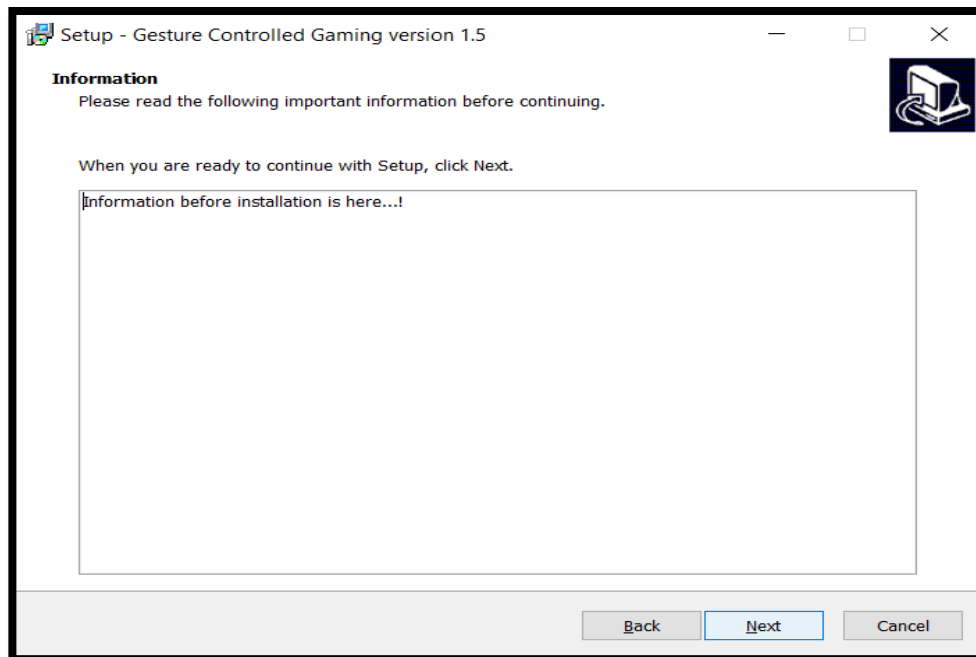 Setup - Gesture Controlled Gaming version 1.5
Information
Please read the following important information before continuing.
When you are ready to continue with Setup, click Next.
Information before installation is here...!
Back Next Cancel